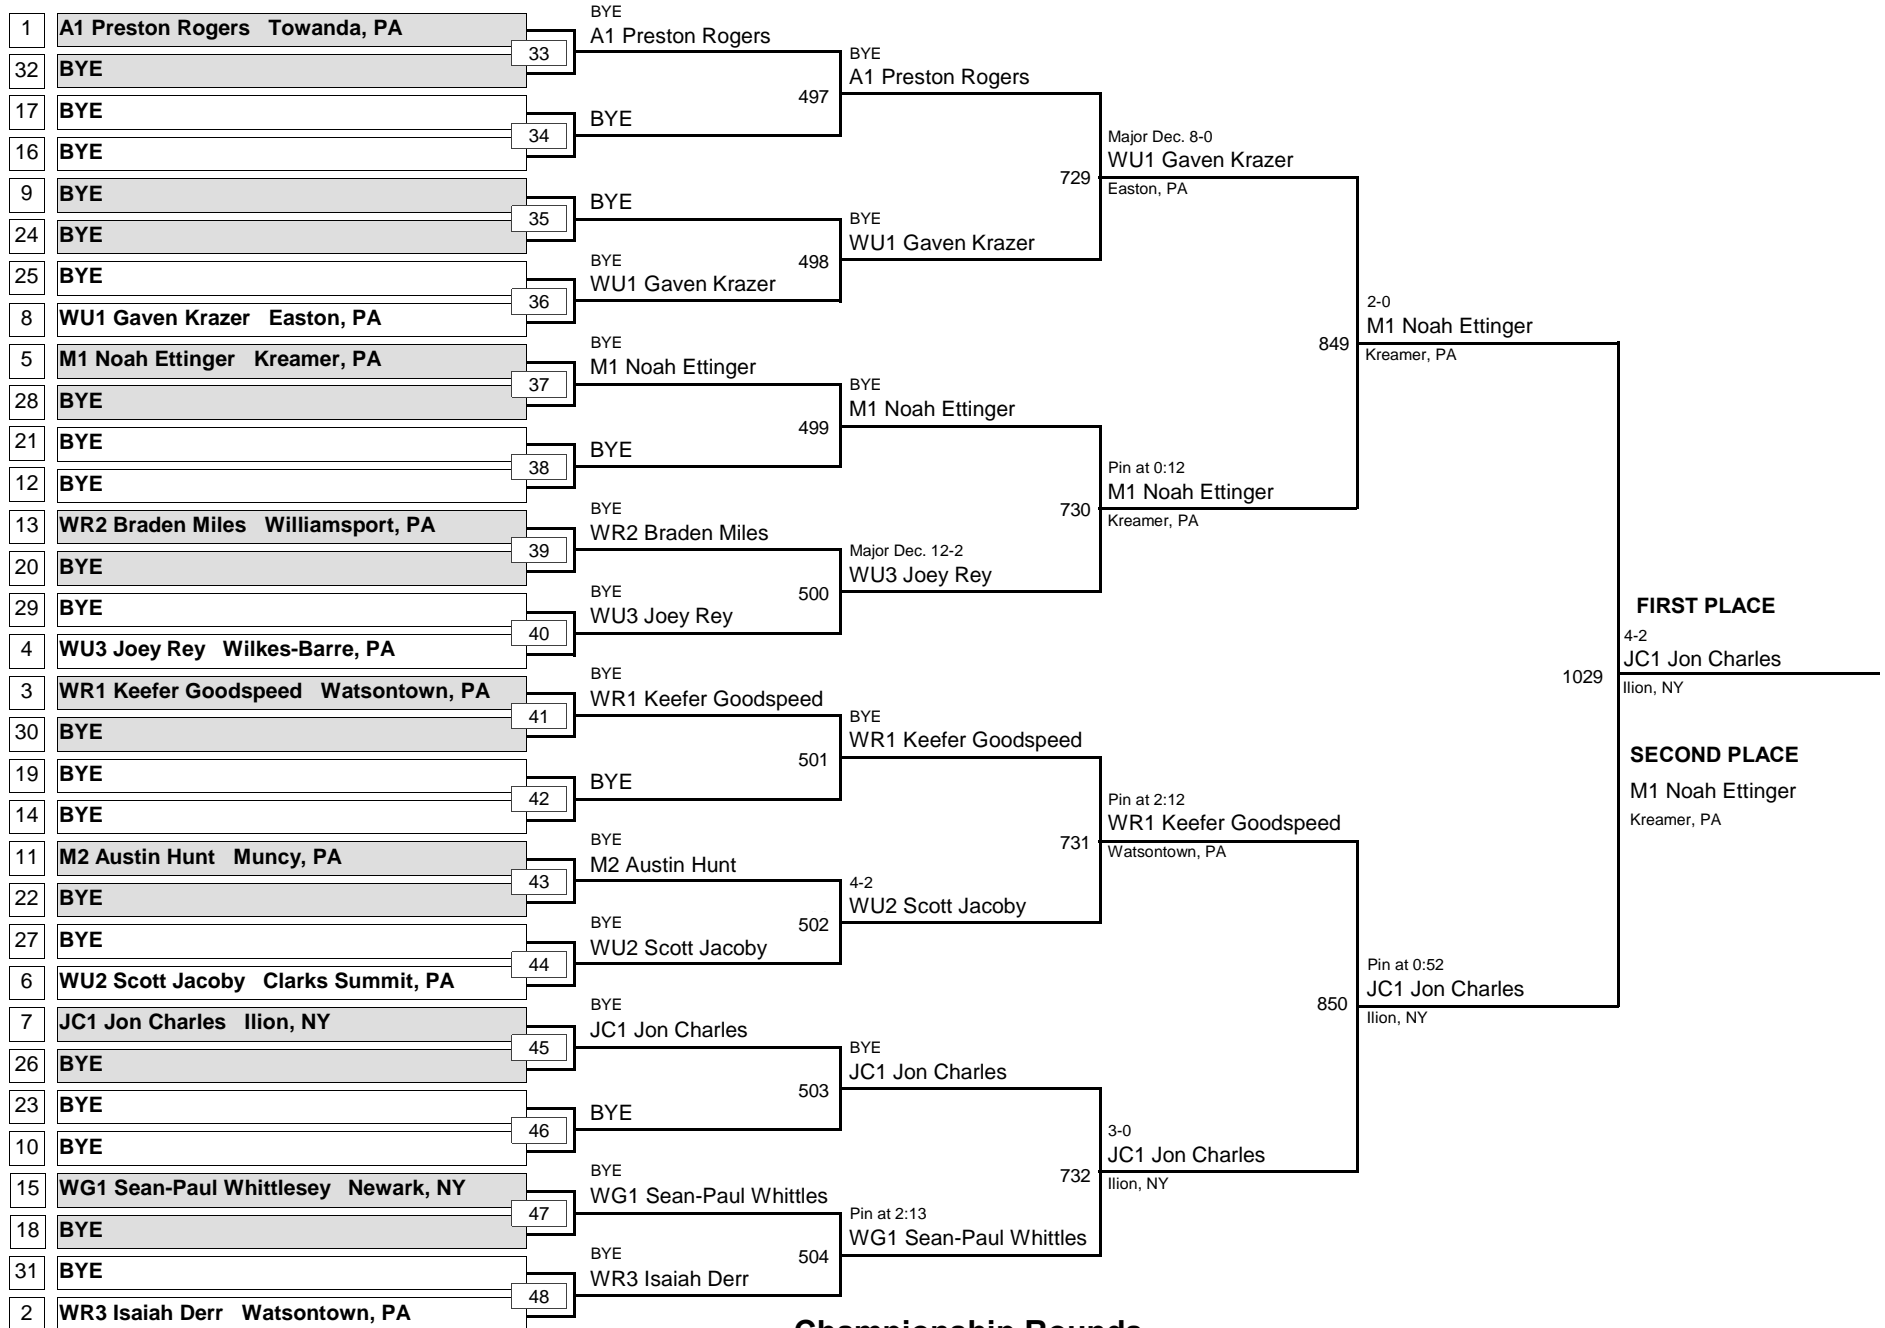 1 A1 Preston Rogers Towanda, PA
32 BYE
33
17 BYE
16 BYE
34
9 BYE
24 BYE
35
25 BYE
8 WU1 Gaven Krazer Easton, PA
36
5 M1 Noah Ettinger Kreamer, PA
28 BYE
37
21 BYE
12 BYE
38
13 WR2 Braden Miles Williamsport, PA
20 BYE
39
29 BYE
4 WU3 Joey Rey Wilkes-Barre, PA
40
3 WR1 Keefer Goodspeed Watsontown, PA
30 BYE
41
19 BYE
14 BYE
42
11 M2 Austin Hunt Muncy, PA
22 BYE
43
27 BYE
6 WU2 Scott Jacoby Clarks Summit, PA
44
7 JC1 Jon Charles Ilion, NY
26 BYE
45
23 BYE
10 BYE
46
15 WG1 Sean-Paul Whittlesey Newark, NY
18 BYE
47
31 BYE
2 WR3 Isaiah Derr Watsontown, PA
48
BYE
A1 Preston Rogers
BYE
497
BYE
BYE
WU1 Gaven Krazer
498
BYE
M1 Noah Ettinger
BYE
499
BYE
WR2 Braden Miles
BYE
WU3 Joey Rey
500
BYE
WR1 Keefer Goodspeed
BYE
501
BYE
M2 Austin Hunt
BYE
WU2 Scott Jacoby
502
BYE
JC1 Jon Charles
BYE
503
BYE
WG1 Sean-Paul Whittles
BYE
WR3 Isaiah Derr
504
BYE
A1 Preston Rogers
BYE
WU1 Gaven Krazer
729
BYE
M1 Noah Ettinger
Major Dec. 12-2
WU3 Joey Rey
730
BYE
WR1 Keefer Goodspeed
4-2
WU2 Scott Jacoby
731
BYE
JC1 Jon Charles
Pin at 2:13
WG1 Sean-Paul Whittles
732
Major Dec. 8-0
WU1 Gaven Krazer
Easton, PA
Pin at 0:12
M1 Noah Ettinger
Kreamer, PA
849
Pin at 2:12
WR1 Keefer Goodspeed
Watsontown, PA
3-0
JC1 Jon Charles
Ilion, NY
850
2-0
M1 Noah Ettinger
Kreamer, PA
Pin at 0:52
JC1 Jon Charles
Ilion, NY
1029
FIRST PLACE
4-2
JC1 Jon Charles
Ilion, NY
SECOND PLACE
M1 Noah Ettinger
Kreamer, PA
Championship Rounds